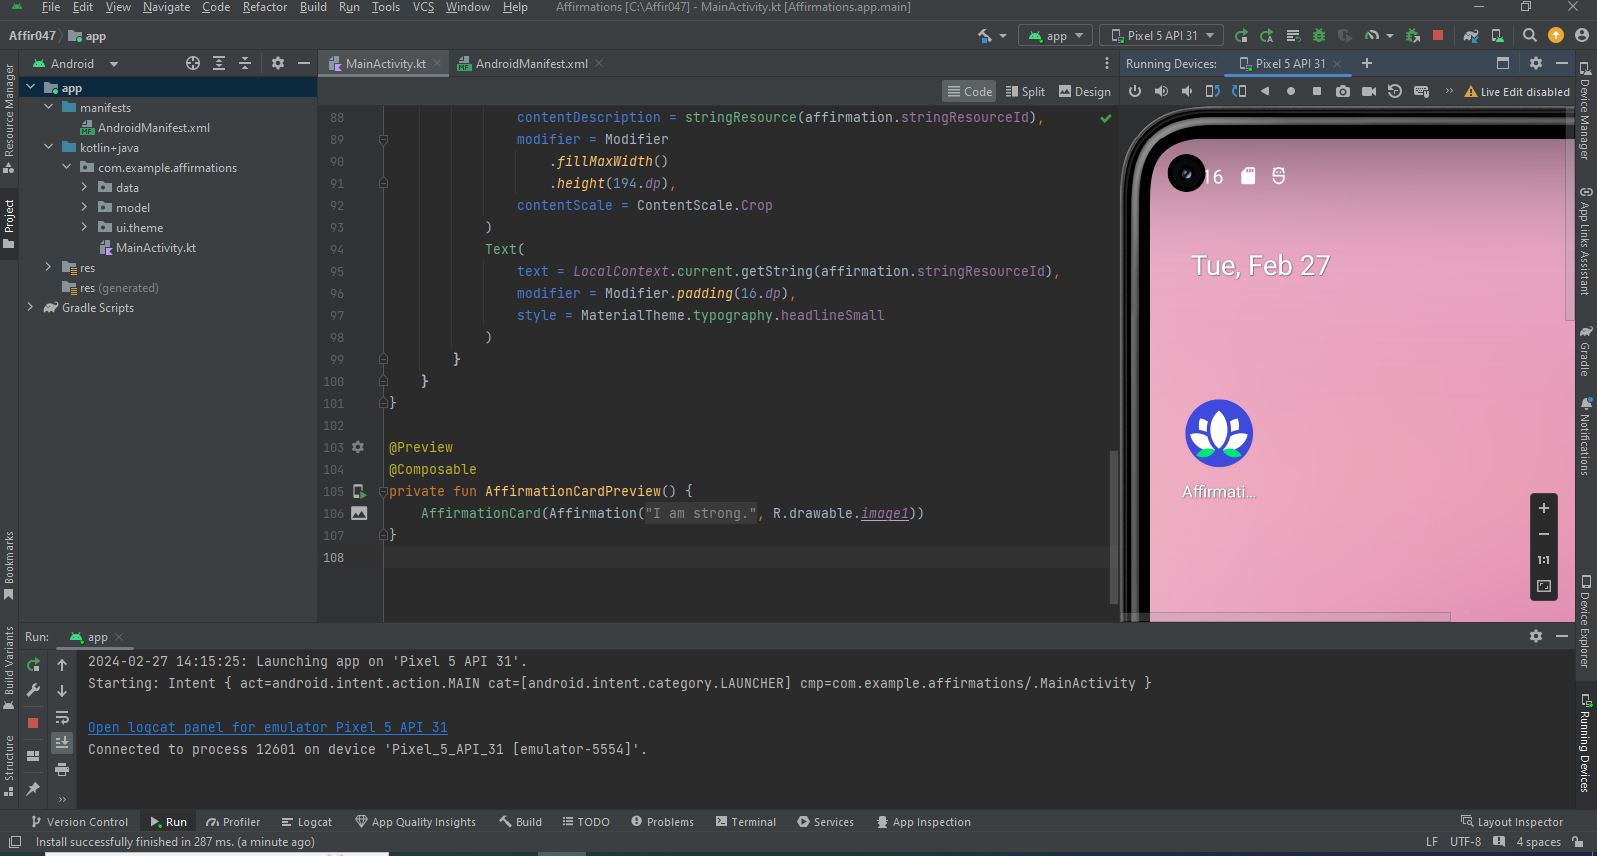 File Edit View Navigate Code Refactor Build Run Tools VCS Window Help Affirmations [C:\Affir047] - MainActivity.kt [Affirmations.app.main]
Affir047 app app Pixel 5 API 31
Android MainActivity.kt AndroidManifest.xml Running Devices: Pixel 5 API 31
Code Split Design Live Edit disabled
app
manifests
AndroidManifest.xml
kotlin+java
com.example.affirmations
data
model
ui.theme
MainActivity.kt
res
res (generated)
Gradle Scripts
88 contentDescription = stringResource(affirmation.stringResourceId),
89 modifier = Modifier
90 .fillMaxWidth()
91 .height(194.dp),
92 contentScale = ContentScale.Crop
93 )
94 Text(
95 text = LocalContext.current.getString(affirmation.stringResourceId),
96 modifier = Modifier.padding(16.dp),
97 style = MaterialTheme.typography.headlineSmall
98 )
99 }
100 }
101 }
102
103 @Preview
104 @Composable
105 private fun AffirmationCardPreview() {
106 AffirmationCard(Affirmation("I am strong.", R.drawable.image1))
107 }
108
16
Tue, Feb 27
Affirmati...
1:1
Resource Manager
Project
Bookmarks
Build Variants
Structure
Device Manager
App Links Assistant
Gradle
Notifications
Device Explorer
Running Devices
Run: app
2024-02-27 14:15:25: Launching app on 'Pixel 5 API 31'.
Starting: Intent { act=android.intent.action.MAIN cat=[android.intent.category.LAUNCHER] cmp=com.example.affirmations/.MainActivity }
Open logcat panel for emulator Pixel 5 API 31
Connected to process 12601 on device 'Pixel_5_API_31 [emulator-5554]'.
Version Control Run Profiler Logcat App Quality Insights Build TODO Problems Terminal Services App Inspection Layout Inspector
Install successfully finished in 287 ms. (a minute ago) LF UTF-8 4 spaces